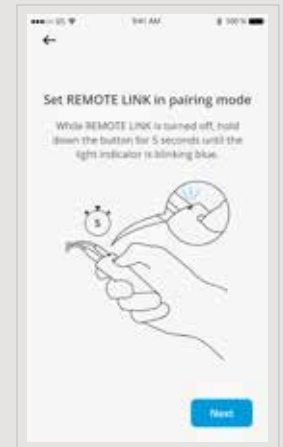 US 9:41 AM 100%
Set REMOTE LINK in pairing mode
While REMOTE LINK is turned off, hold
down the button for 5 seconds until the
light indicator is blinking blue.
5
Next